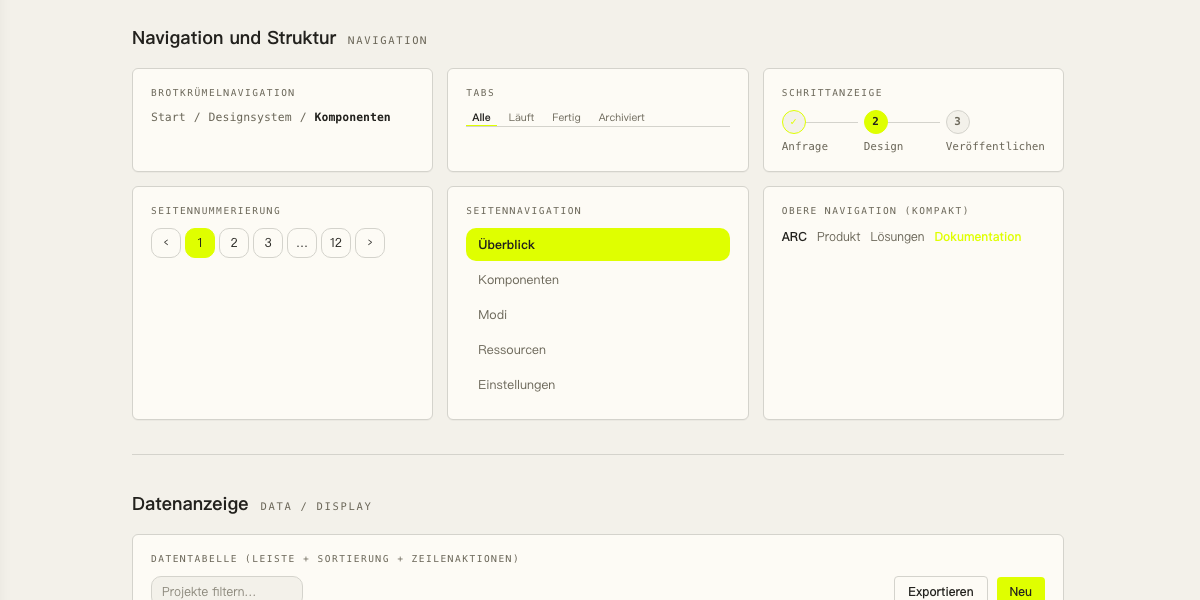 Navigation und Struktur NAVIGATION
BROTKRÜMELNAVIGATION
Start / Designsystem / Komponenten
TABS
Alle Läuft Fertig Archiviert
SCHRITTANZEIGE
✓ 2 3
Anfrage Design Veröffentlichen
SEITENNUMMERIERUNG
‹ 1 2 3 … 12 ›
SEITENNAVIGATION
Überblick
Komponenten
Modi
Ressourcen
Einstellungen
OBERE NAVIGATION (KOMPAKT)
ARC Produkt Lösungen Dokumentation
Datenanzeige DATA / DISPLAY
DATENTABELLE (LEISTE + SORTIERUNG + ZEILENAKTIONEN)
Projekte filtern… Exportieren Neu